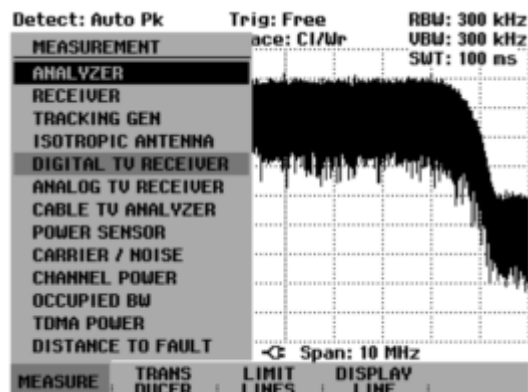 Detect: Auto Pk Trig: Free RBW: 300 kHz
ace: Cl/Wr VBW: 300 kHz
SWT: 100 ms
MEASUREMENT
ANALYZER
RECEIVER
TRACKING GEN
ISOTROPIC ANTENNA
DIGITAL TV RECEIVER
ANALOG TV RECEIVER
CABLE TV ANALYZER
POWER SENSOR
CARRIER / NOISE
CHANNEL POWER
OCCUPIED BW
TDMA POWER
DISTANCE TO FAULT
Span: 10 MHz
MEASURE TRANS DUCER LIMIT LINES DISPLAY LINE